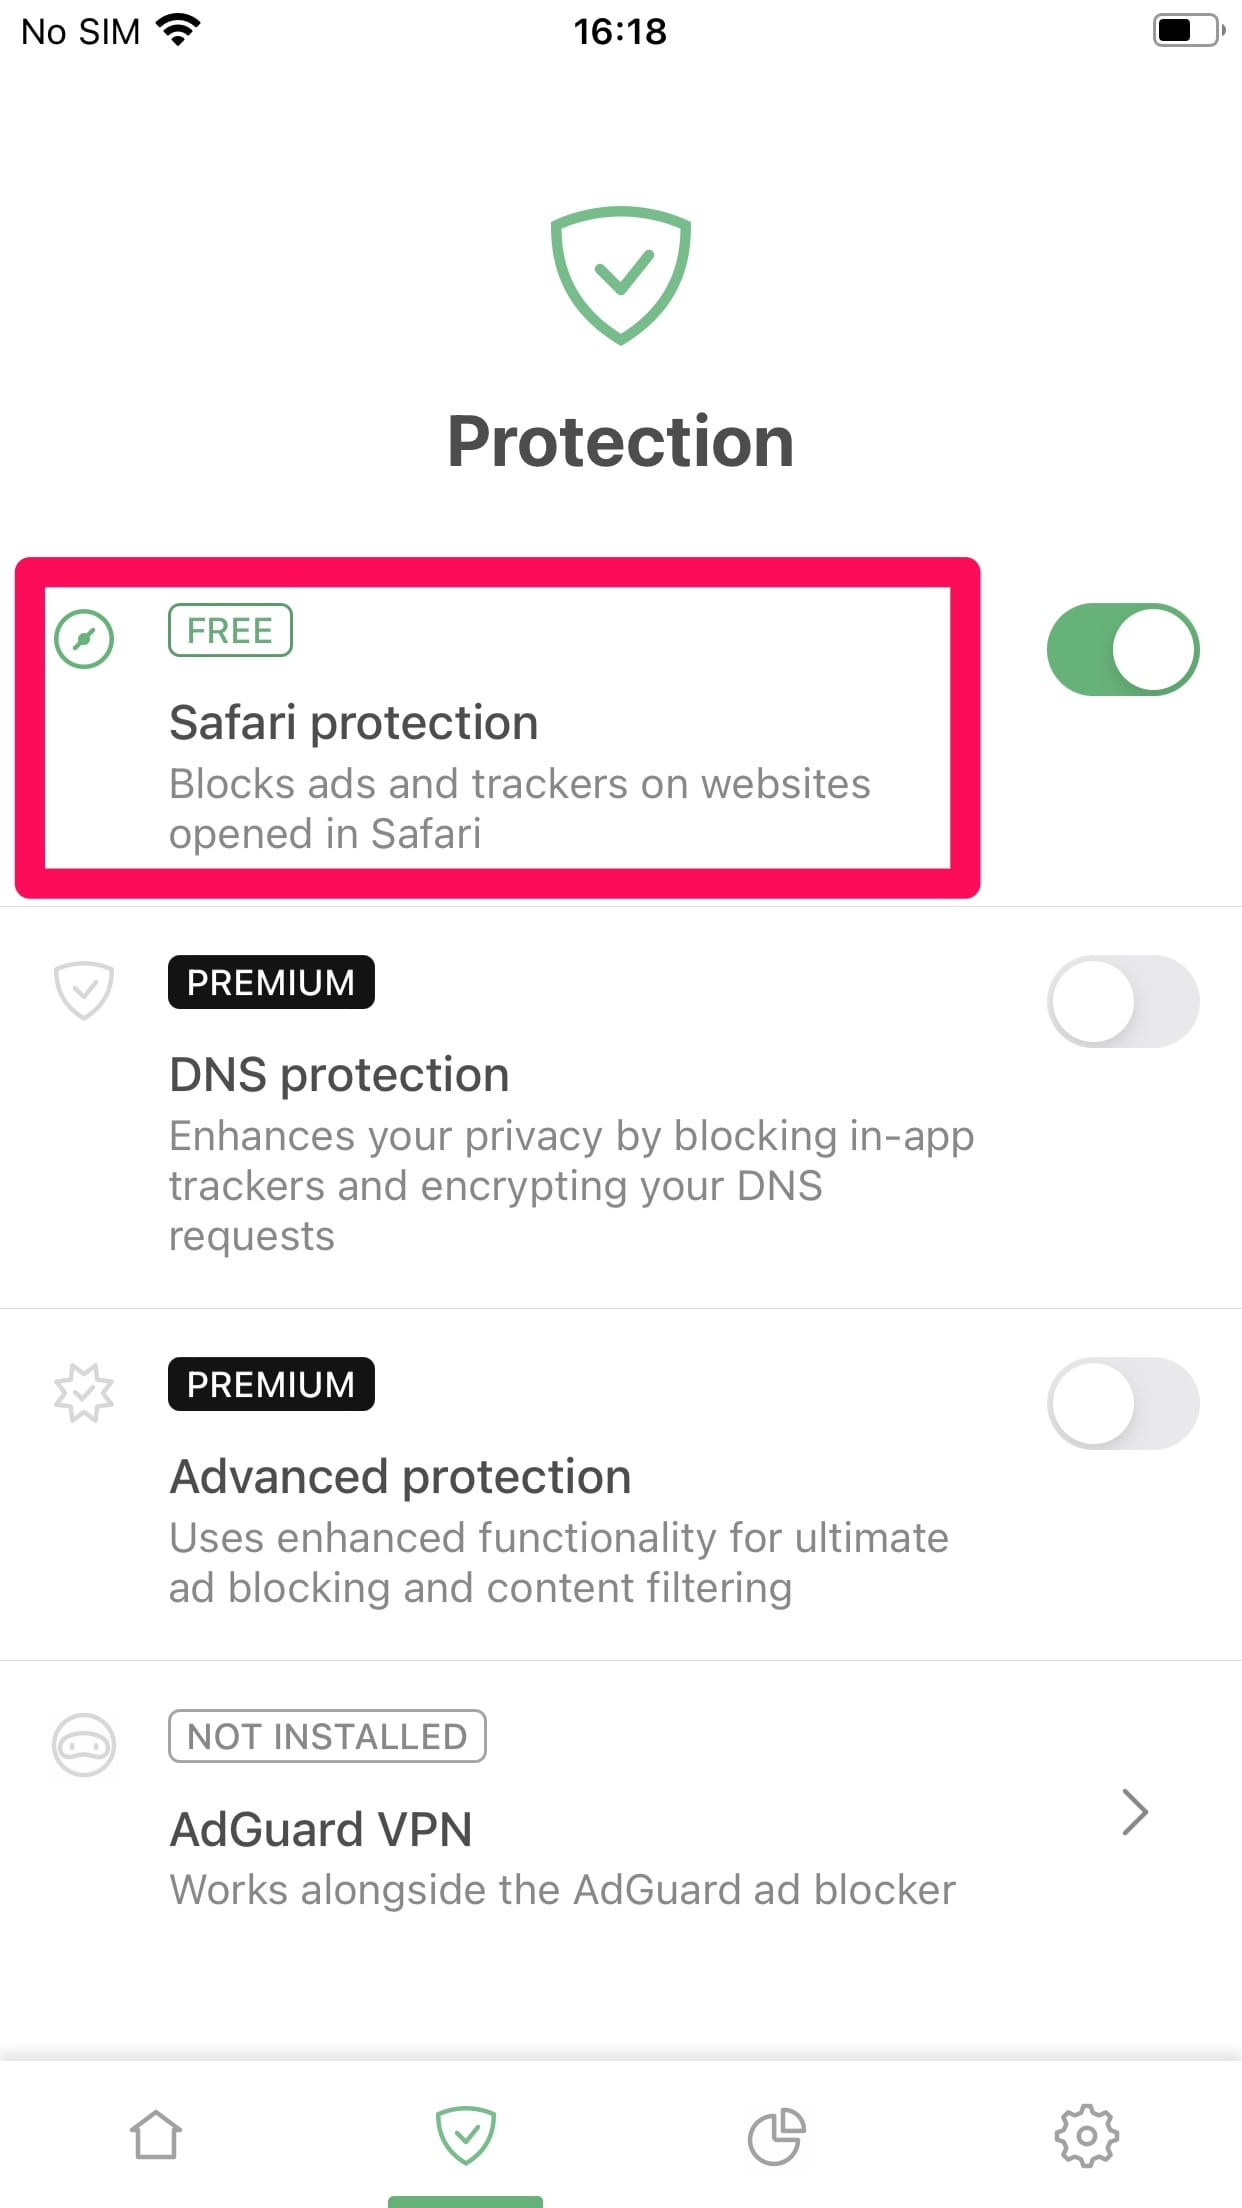 No SIM 16:18
Protection
FREE
Safari protection
Blocks ads and trackers on websites
opened in Safari
PREMIUM
DNS protection
Enhances your privacy by blocking in-app
trackers and encrypting your DNS
requests
PREMIUM
Advanced protection
Uses enhanced functionality for ultimate
ad blocking and content filtering
NOT INSTALLED
AdGuard VPN
Works alongside the AdGuard ad blocker